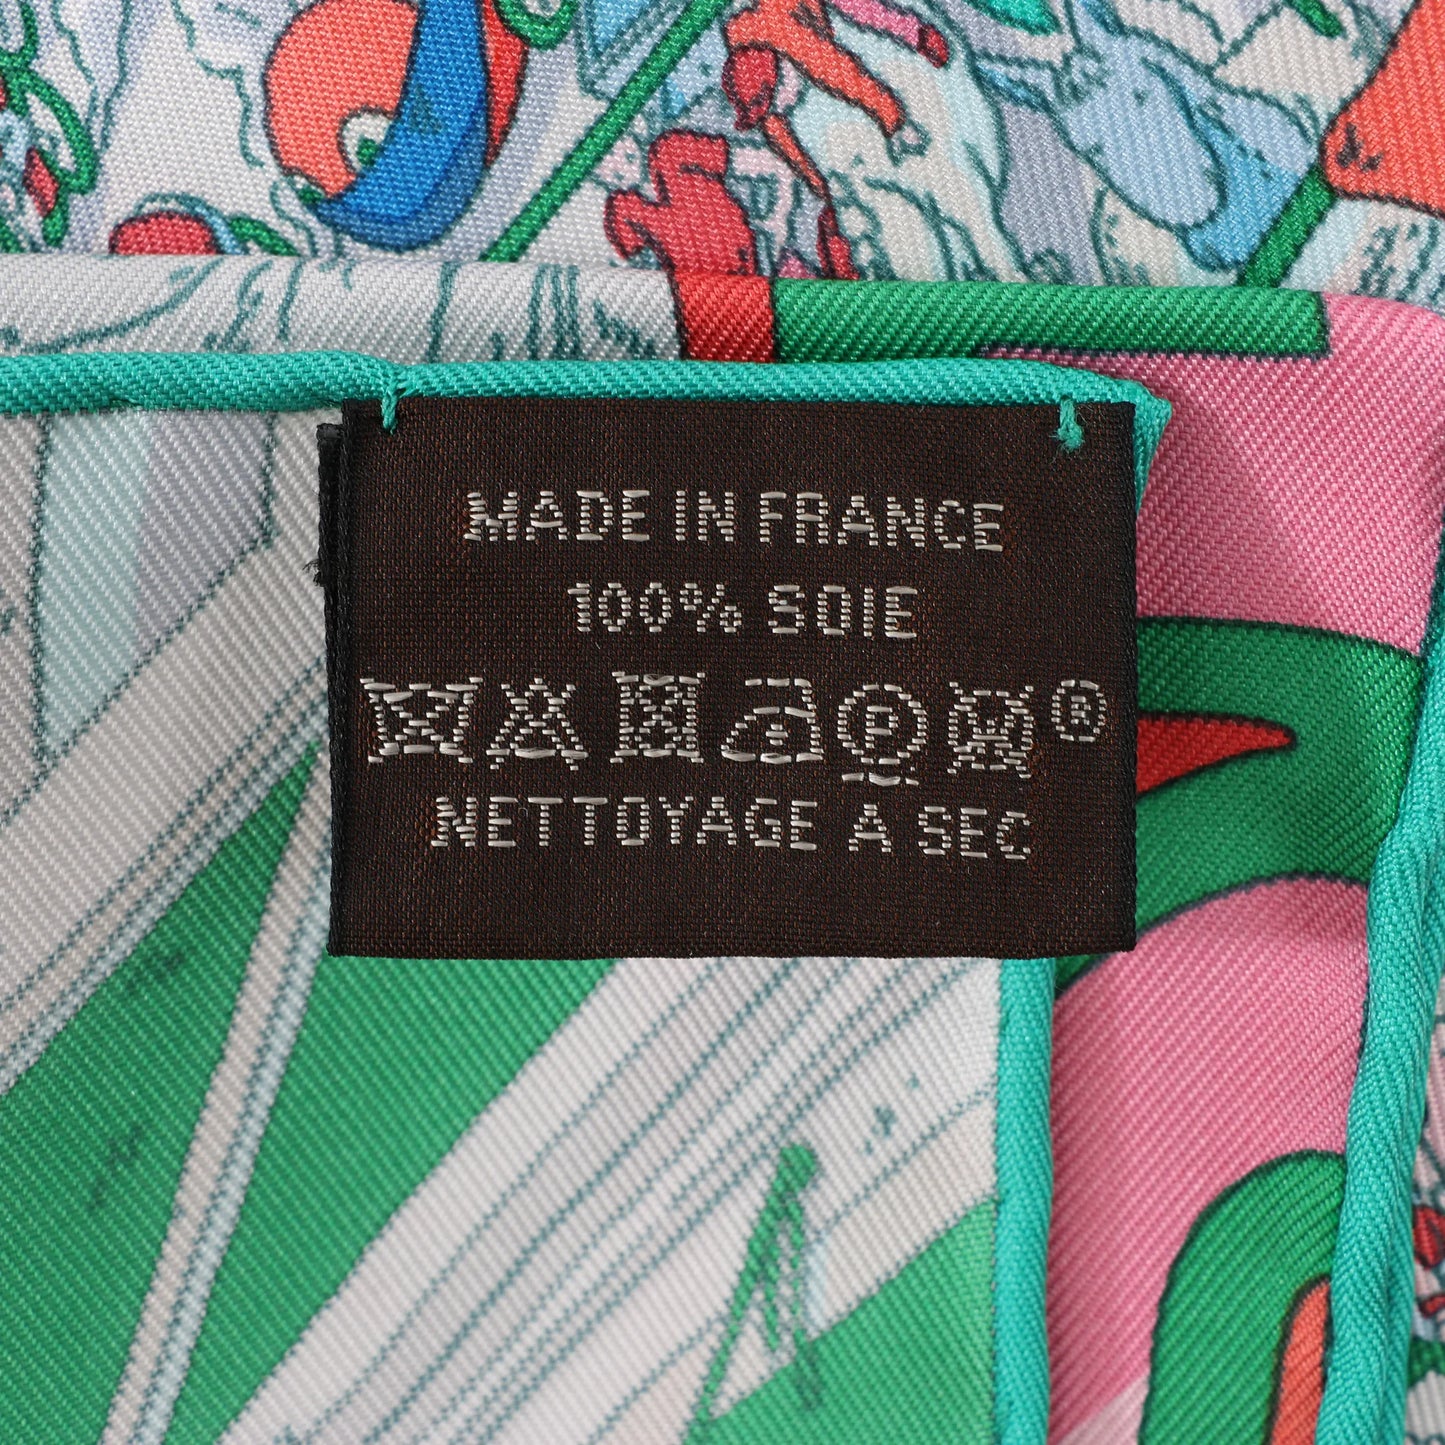 MADE IN FRANCE
100% SOIE
P ®
NETTOYAGE A SEC